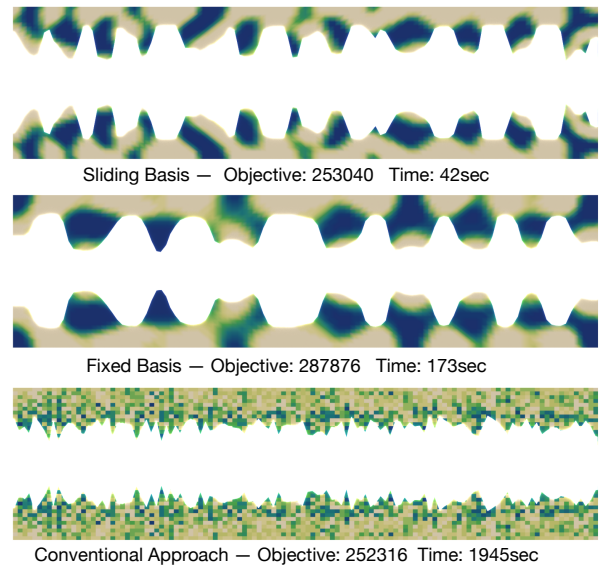 Sliding Basis — Objective: 253040 Time: 42sec
Fixed Basis — Objective: 287876 Time: 173sec
Conventional Approach — Objective: 252316 Time: 1945sec